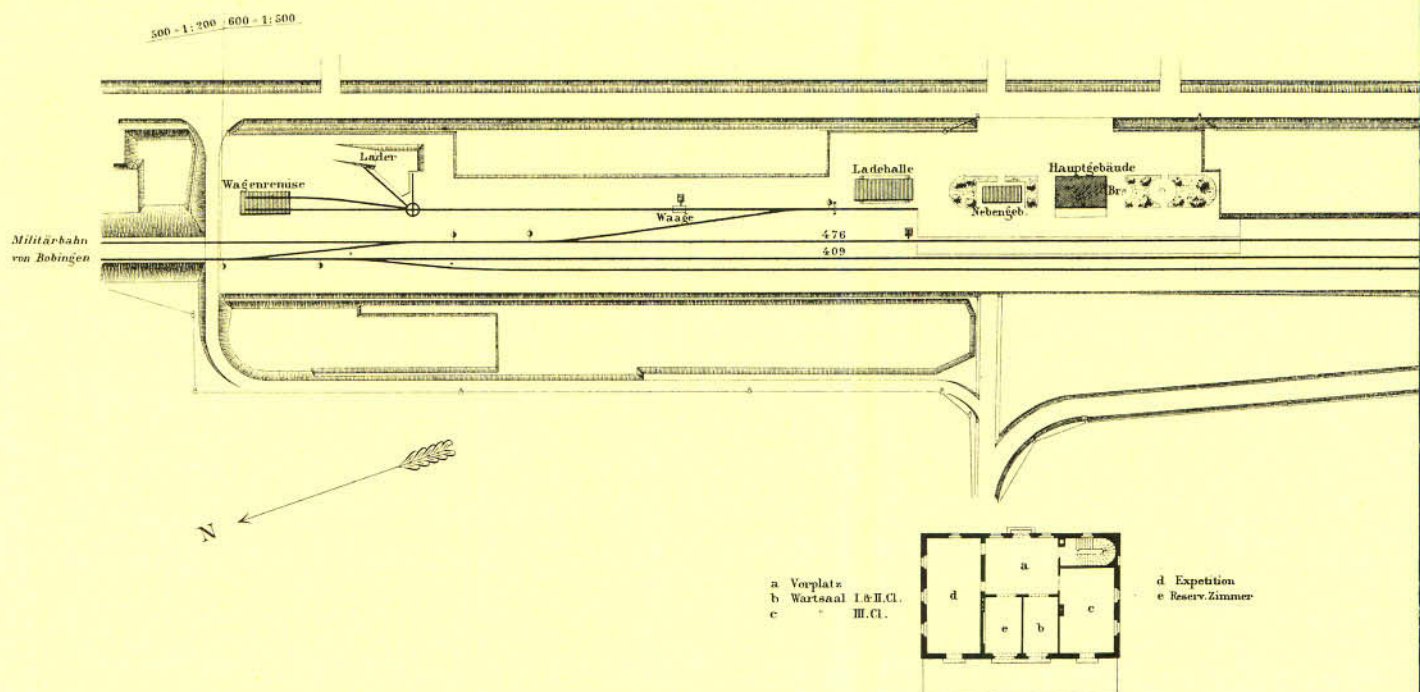 500 = 1:200 600 = 1:500
Lader
Wagenremise
Ladehalle
Hauptgebäude
Br.
Nebengeb.
Waage
476
409
Militärbahn
von Bobingen
N
a Vorplatz
b Wartsaal I.& II.Cl.
c " III.Cl.
d Expetition
e Reserv.Zimmer
a
d
c
e
b